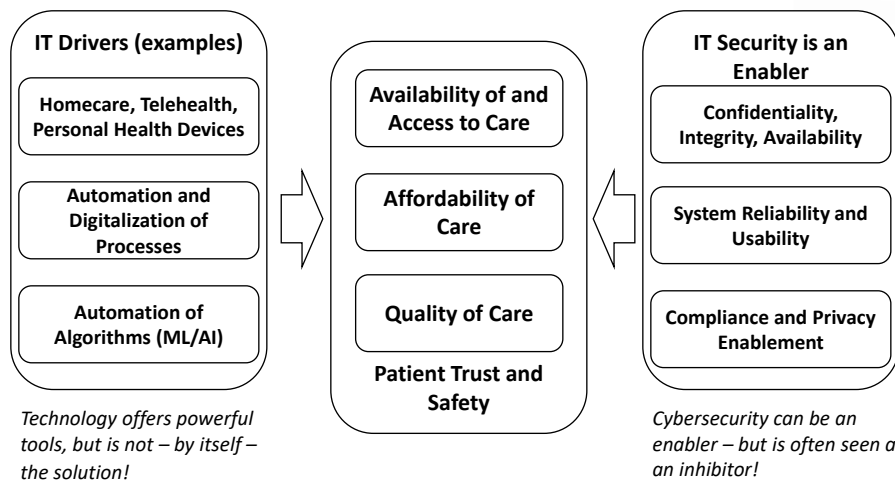 IT Drivers (examples)
Homecare, Telehealth,
Personal Health Devices
Automation and
Digitalization of
Processes
Automation of
Algorithms (ML/AI)
Technology offers powerful
tools, but is not – by itself –
the solution!
Availability of and
Access to Care
Affordability of
Care
Quality of Care
Patient Trust and
Safety
IT Security is an
Enabler
Confidentiality,
Integrity, Availability
System Reliability and
Usability
Compliance and Privacy
Enablement
Cybersecurity can be an
enabler – but is often seen a
an inhibitor!